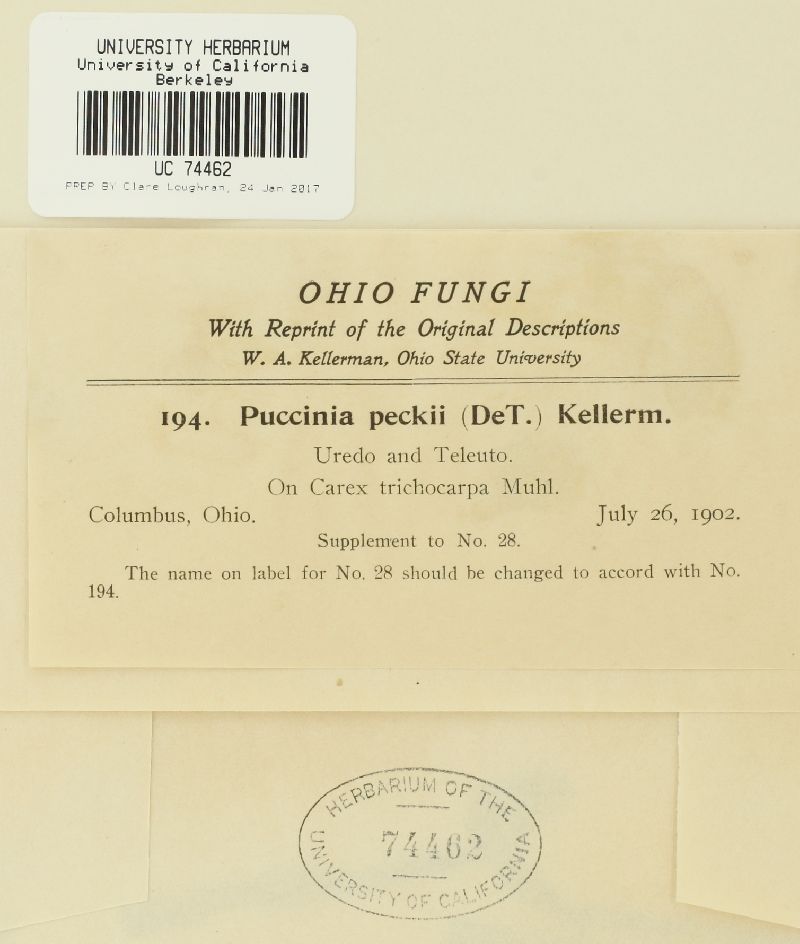 UNIVERSITY HERBARIUM
University of California
Berkeley
UC 74462
PREP BY Clare Loughran, 24 Jan 2017
OHIO FUNGI
With Reprint of the Original Descriptions
W. A. Kellerman, Ohio State University
194. Puccinia peckii (DeT.) Kellerm.
Uredo and Teleuto.
On Carex trichocarpa Muhl.
Columbus, Ohio. July 26, 1902.
Supplement to No. 28.
The name on label for No. 28 should be changed to accord with No.
194.
HERBARIUM OF THE
74462
UNIVERSITY OF CALIFORNIA